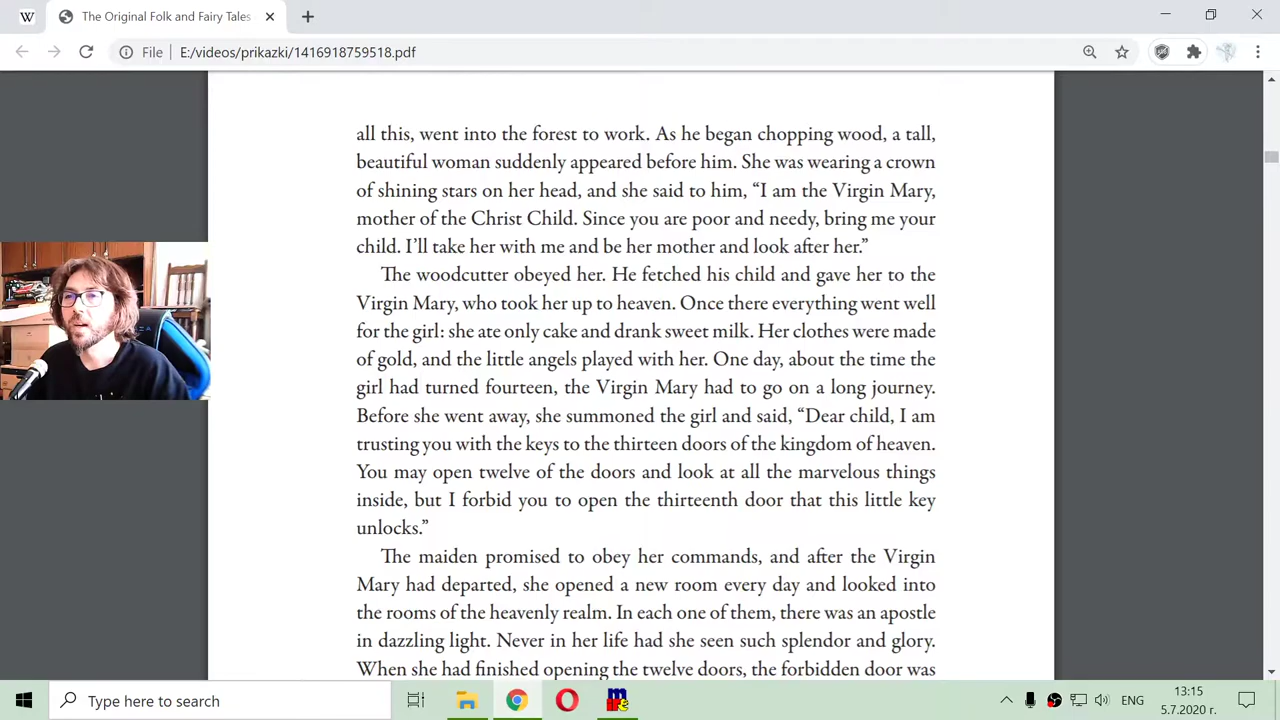 The Original Folk and Fairy Tales
File
E:/videos/prikazki/1416918759518.pdf
all this, went into the forest to work. As he began chopping wood, a tall,
beautiful woman suddenly appeared before him. She was wearing a crown
of shining stars on her head, and she said to him, “I am the Virgin Mary,
mother of the Christ Child. Since you are poor and needy, bring me your
child. I’ll take her with me and be her mother and look after her.”
The woodcutter obeyed her. He fetched his child and gave her to the
Virgin Mary, who took her up to heaven. Once there everything went well
for the girl: she ate only cake and drank sweet milk. Her clothes were made
of gold, and the little angels played with her. One day, about the time the
girl had turned fourteen, the Virgin Mary had to go on a long journey.
Before she went away, she summoned the girl and said, “Dear child, I am
trusting you with the keys to the thirteen doors of the kingdom of heaven.
You may open twelve of the doors and look at all the marvelous things
inside, but I forbid you to open the thirteenth door that this little key
unlocks.”
The maiden promised to obey her commands, and after the Virgin
Mary had departed, she opened a new room every day and looked into
the rooms of the heavenly realm. In each one of them, there was an apostle
in dazzling light. Never in her life had she seen such splendor and glory.
When she had finished opening the twelve doors, the forbidden door was
Type here to search
ЕНГ
13:15
5.7.2020 г.